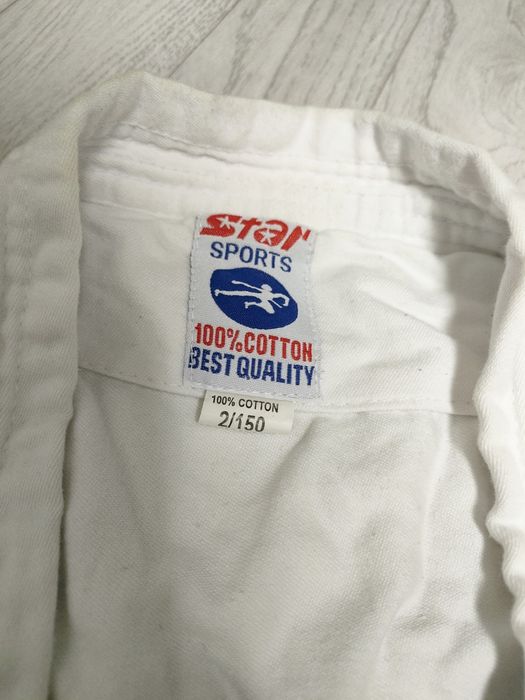 Star
SPORTS
100% COTTON
BEST QUALITY
100% COTTON
2/150